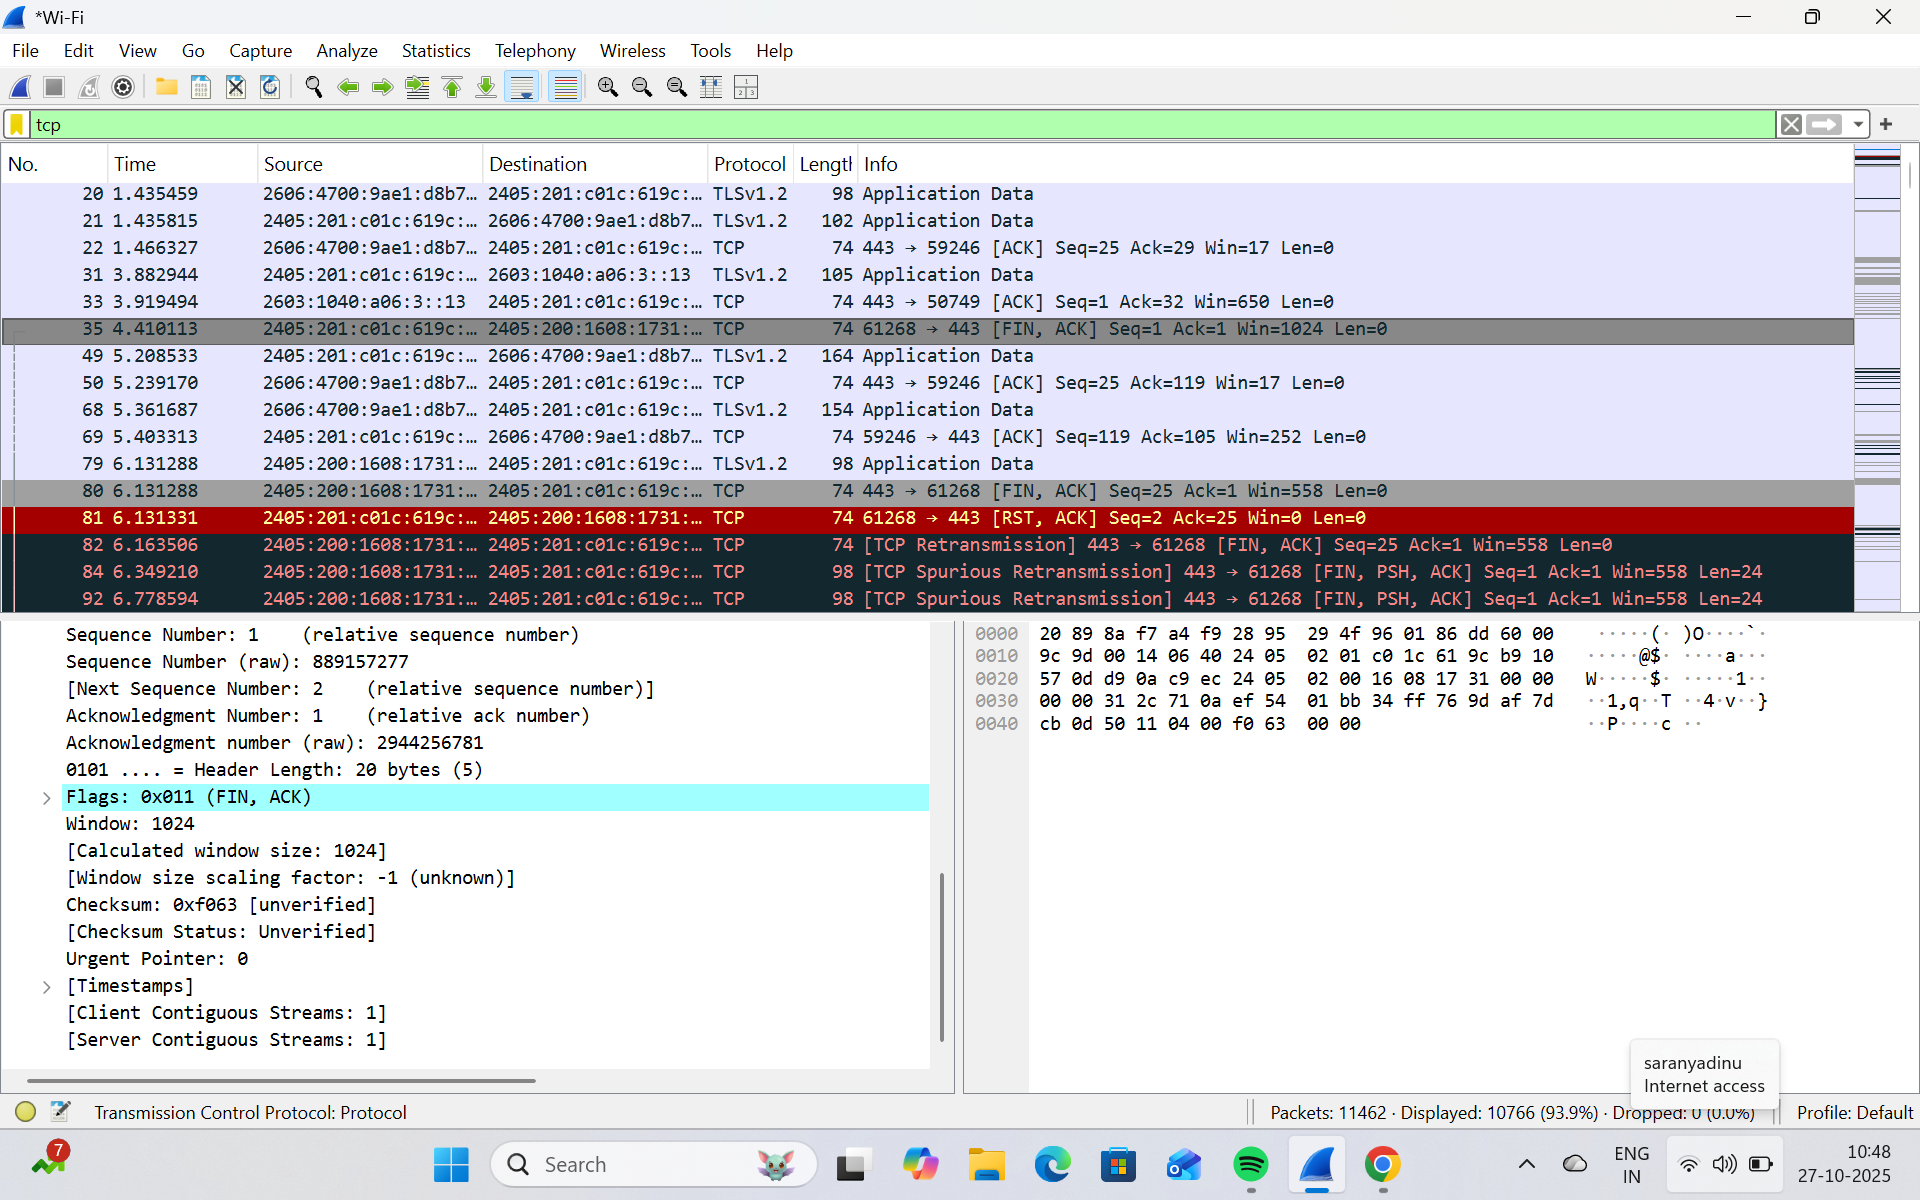 *Wi-Fi
File Edit View Go Capture Analyze Statistics Telephony Wireless Tools Help
tcp
No. Time Source Destination Protocol Length Info
20 1.435459 2606:4700:9ae1:d8b7… 2405:201:c01c:619c:… TLSv1.2 98 Application Data
21 1.435815 2405:201:c01c:619c:… 2606:4700:9ae1:d8b7… TLSv1.2 102 Application Data
22 1.466327 2606:4700:9ae1:d8b7… 2405:201:c01c:619c:… TCP 74 443 → 59246 [ACK] Seq=25 Ack=29 Win=17 Len=0
31 3.882944 2405:201:c01c:619c:… 2603:1040:a06:3::13 TLSv1.2 105 Application Data
33 3.919494 2603:1040:a06:3::13 2405:201:c01c:619c:… TCP 74 443 → 50749 [ACK] Seq=1 Ack=32 Win=650 Len=0
35 4.410113 2405:201:c01c:619c:… 2405:200:1608:1731:… TCP 74 61268 → 443 [FIN, ACK] Seq=1 Ack=1 Win=1024 Len=0
49 5.208533 2405:201:c01c:619c:… 2606:4700:9ae1:d8b7… TLSv1.2 164 Application Data
50 5.239170 2606:4700:9ae1:d8b7… 2405:201:c01c:619c:… TCP 74 443 → 59246 [ACK] Seq=25 Ack=119 Win=17 Len=0
68 5.361687 2606:4700:9ae1:d8b7… 2405:201:c01c:619c:… TLSv1.2 154 Application Data
69 5.403313 2405:201:c01c:619c:… 2606:4700:9ae1:d8b7… TCP 74 59246 → 443 [ACK] Seq=119 Ack=105 Win=252 Len=0
79 6.131288 2405:200:1608:1731:… 2405:201:c01c:619c:… TLSv1.2 98 Application Data
80 6.131288 2405:200:1608:1731:… 2405:201:c01c:619c:… TCP 74 443 → 61268 [FIN, ACK] Seq=25 Ack=1 Win=558 Len=0
81 6.131331 2405:201:c01c:619c:… 2405:200:1608:1731:… TCP 74 61268 → 443 [RST, ACK] Seq=2 Ack=25 Win=0 Len=0
82 6.163506 2405:200:1608:1731:… 2405:201:c01c:619c:… TCP 74 [TCP Retransmission] 443 → 61268 [FIN, ACK] Seq=25 Ack=1 Win=558 Len=0
84 6.349210 2405:200:1608:1731:… 2405:201:c01c:619c:… TCP 98 [TCP Spurious Retransmission] 443 → 61268 [FIN, PSH, ACK] Seq=1 Ack=1 Win=558 Len=24
92 6.778594 2405:200:1608:1731:… 2405:201:c01c:619c:… TCP 98 [TCP Spurious Retransmission] 443 → 61268 [FIN, PSH, ACK] Seq=1 Ack=1 Win=558 Len=24
Sequence Number: 1 (relative sequence number)
Sequence Number (raw): 889157277
[Next Sequence Number: 2 (relative sequence number)]
Acknowledgment Number: 1 (relative ack number)
Acknowledgment number (raw): 2944256781
0101 .... = Header Length: 20 bytes (5)
Flags: 0x011 (FIN, ACK)
Window: 1024
[Calculated window size: 1024]
[Window size scaling factor: -1 (unknown)]
Checksum: 0xf063 [unverified]
[Checksum Status: Unverified]
Urgent Pointer: 0
[Timestamps]
[Client Contiguous Streams: 1]
[Server Contiguous Streams: 1]
0000 20 89 8a f7 a4 f9 28 95 29 4f 96 01 86 dd 60 00 ·····(· )O····`·
0010 9c 9d 00 14 06 40 24 05 02 01 c0 1c 61 9c b9 10 ·····@$· ····a···
0020 57 0d d9 0a c9 ec 24 05 02 00 16 08 17 31 00 00 W·····$· ·····1··
0030 00 00 31 2c 71 0a ef 54 01 bb 34 ff 76 9d af 7d ··1,q··T ··4·v··}
0040 cb 0d 50 11 04 00 f0 63 00 00 ··P····c ··
saranyadinu
Internet access
Transmission Control Protocol: Protocol
Packets: 11462 · Displayed: 10766 (93.9%) · Dropped: 0 (0.0%)
Profile: Default
7
Search
ENG
IN
10:48
27-10-2025